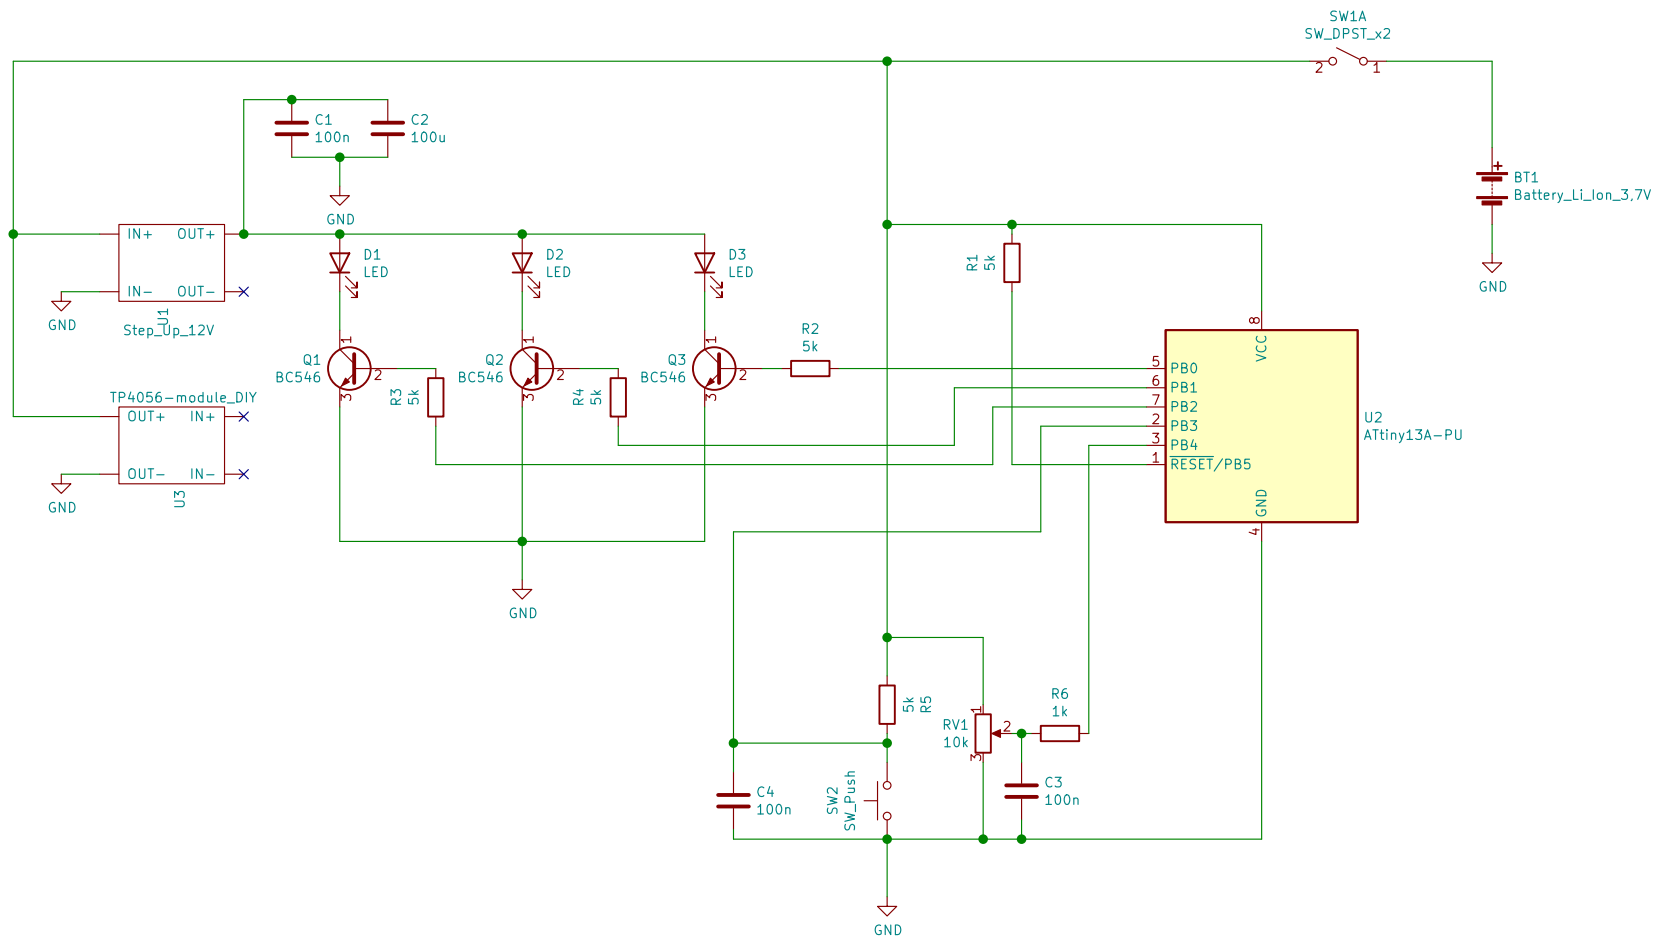 SW1A
SW_DPST_x2
2
1
C1
100n
C2
100u
BT1
Battery_Li_Ion_3,7V
GND
GND
IN+ OUT+
IN- OUT-
U1
Step_Up_12V
GND
D1
LED
D2
LED
D3
LED
R1
5k
Q1
BC546
1
2
3
Q2
BC546
1
2
3
Q3
BC546
1
2
3
R2
5k
R3
5k
R4
5k
TP4056-module_DIY
OUT+ IN+
OUT- IN-
U3
GND
8
VCC
5 PB0
6 PB1
7 PB2
2 PB3
3 PB4
1 RESET/PB5
GND
4
U2
ATtiny13A-PU
GND
5k
R5
RV1
10k
1
2
3
R6
1k
C4
100n
SW2
SW_Push
C3
100n
GND